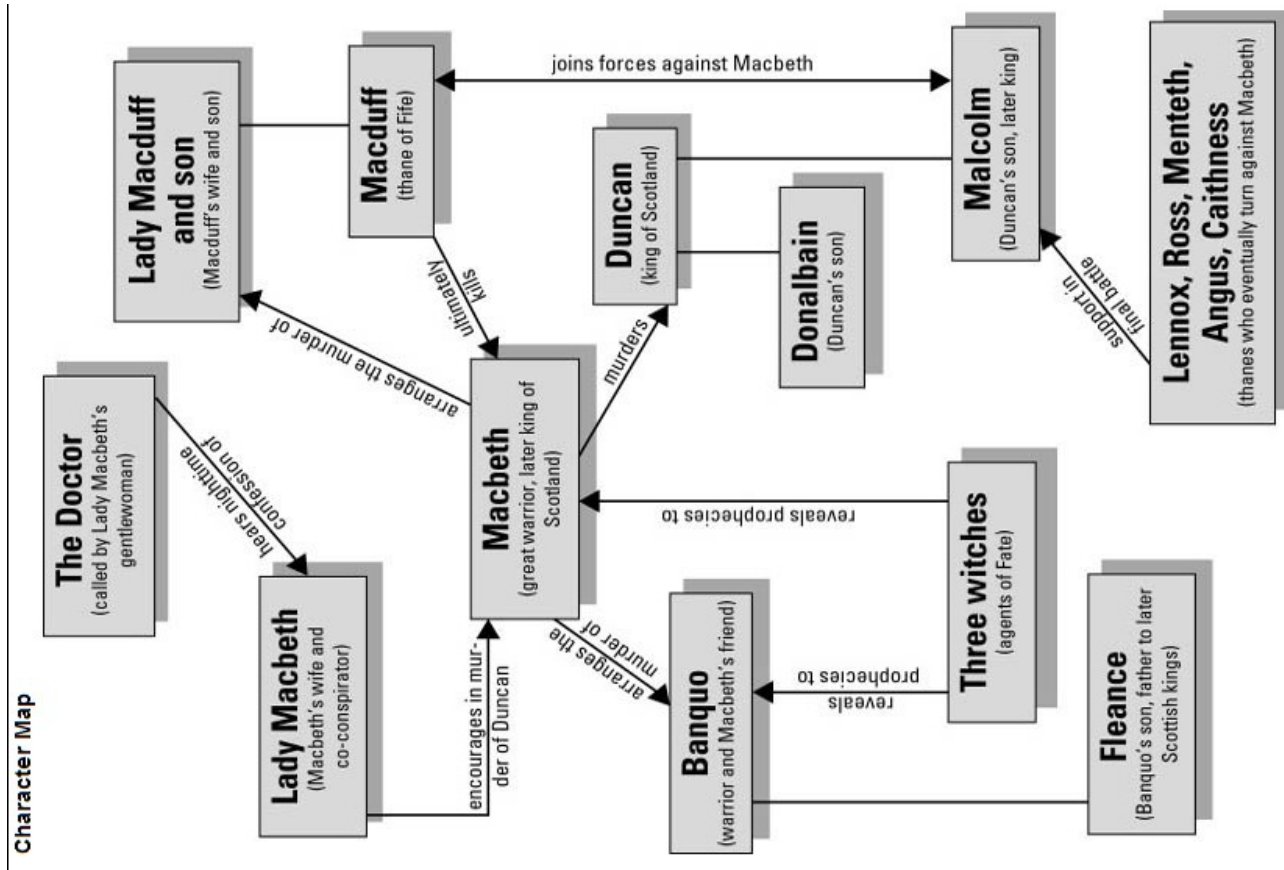 Character Map
The Doctor
(called by Lady Macbeth's
gentlewoman)
hears nighttime
confession of
Lady Macbeth
(Macbeth's wife and
co-conspirator)
encourages in mur-
der of Duncan
Lady Macduff
and son
(Macduff's wife and son)
arranges the murder of
Macduff
(thane of Fife)
ultimately
kills
joins forces against Macbeth
Macbeth
(great warrior, later king of
Scotland)
murders
Duncan
(king of Scotland)
Donalbain
(Duncan's son)
Malcolm
(Duncan's son, later king)
arranges the
murder of
Banquo
(warrior and Macbeth's friend)
reveals
prophecies to
reveals prophecies to
Three witches
(agents of Fate)
Fleance
(Banquo's son, father to later
Scottish kings)
support in
final battle
Lennox, Ross, Menteth,
Angus, Caithness
(thanes who eventually turn against Macbeth)